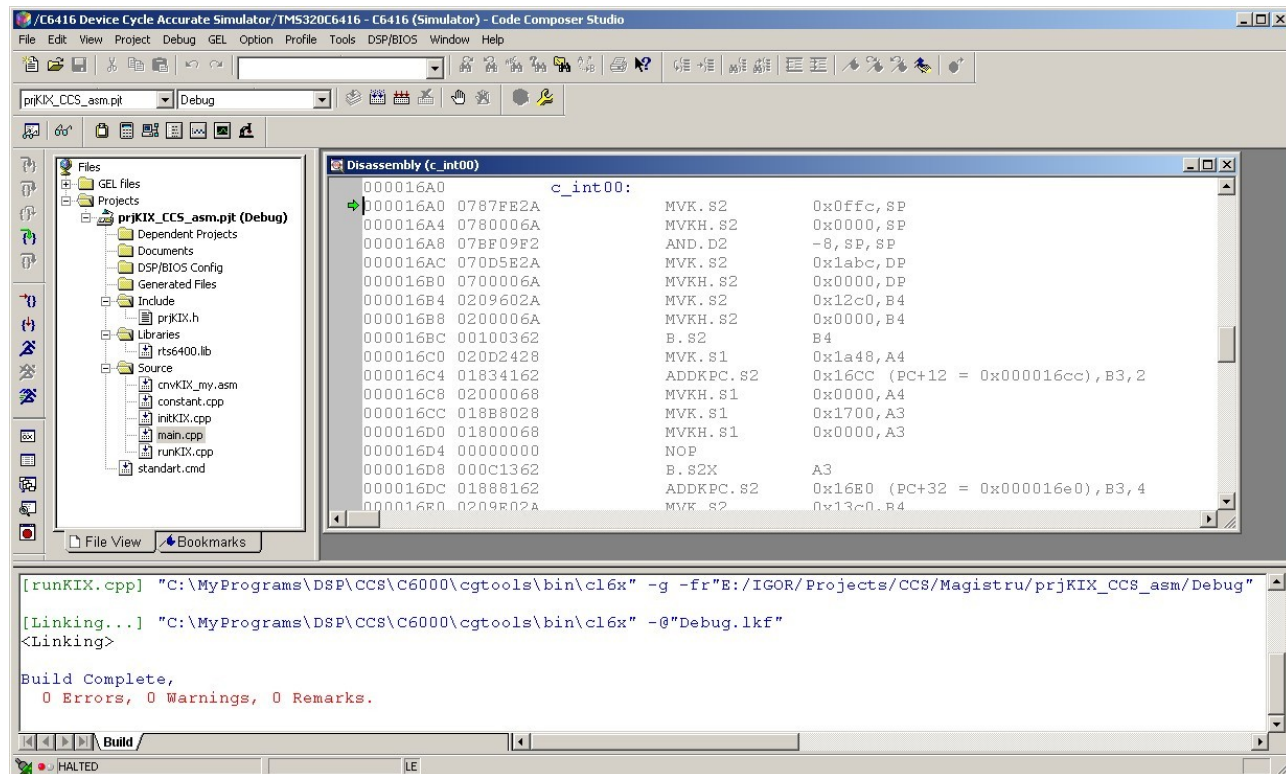 /C6416 Device Cycle Accurate Simulator/TMS320C6416 - C6416 (Simulator) - Code Composer Studio
File Edit View Project Debug GEL Option Profile Tools DSP/BIOS Window Help
prjKIX_CCS_asm.pjt Debug
Files
GEL files
Projects
prjKIX_CCS_asm.pjt (Debug)
Dependent Projects
Documents
DSP/BIOS Config
Generated Files
Include
prjKIX.h
Libraries
rts6400.lib
Source
cnvKIX_my.asm
constant.cpp
initKIX.cpp
main.cpp
runKIX.cpp
standart.cmd
File View Bookmarks
Disassembly (c_int00)
000016A0 c_int00:
000016A0 0787FE2A MVK.S2 0x0ffc,SP
000016A4 0780006A MVKH.S2 0x0000,SP
000016A8 07BF09F2 AND.D2 -8,SP,SP
000016AC 070D5E2A MVK.S2 0x1abc,DP
000016B0 0700006A MVKH.S2 0x0000,DP
000016B4 0209602A MVK.S2 0x12c0,B4
000016B8 0200006A MVKH.S2 0x0000,B4
000016BC 00100362 B.S2 B4
000016C0 020D2428 MVK.S1 0x1a48,A4
000016C4 01834162 ADDKPC.S2 0x16CC (PC+12 = 0x000016cc),B3,2
000016C8 02000068 MVKH.S1 0x0000,A4
000016CC 018B8028 MVK.S1 0x1700,A3
000016D0 01800068 MVKH.S1 0x0000,A3
000016D4 00000000 NOP
000016D8 000C1362 B.S2X A3
000016DC 01888162 ADDKPC.S2 0x16E0 (PC+32 = 0x000016e0),B3,4
000016E0 0209E02A MVK.S2 0x13c0,B4
[runKIX.cpp] "C:\MyPrograms\DSP\CCS\C6000\cgtools\bin\cl6x" -g -fr"E:/IGOR/Projects/CCS/Magistru/prjKIX_CCS_asm/Debug"
[Linking...] "C:\MyPrograms\DSP\CCS\C6000\cgtools\bin\cl6x" -@"Debug.lkf"
<Linking>
Build Complete,
0 Errors, 0 Warnings, 0 Remarks.
Build
HALTED LE